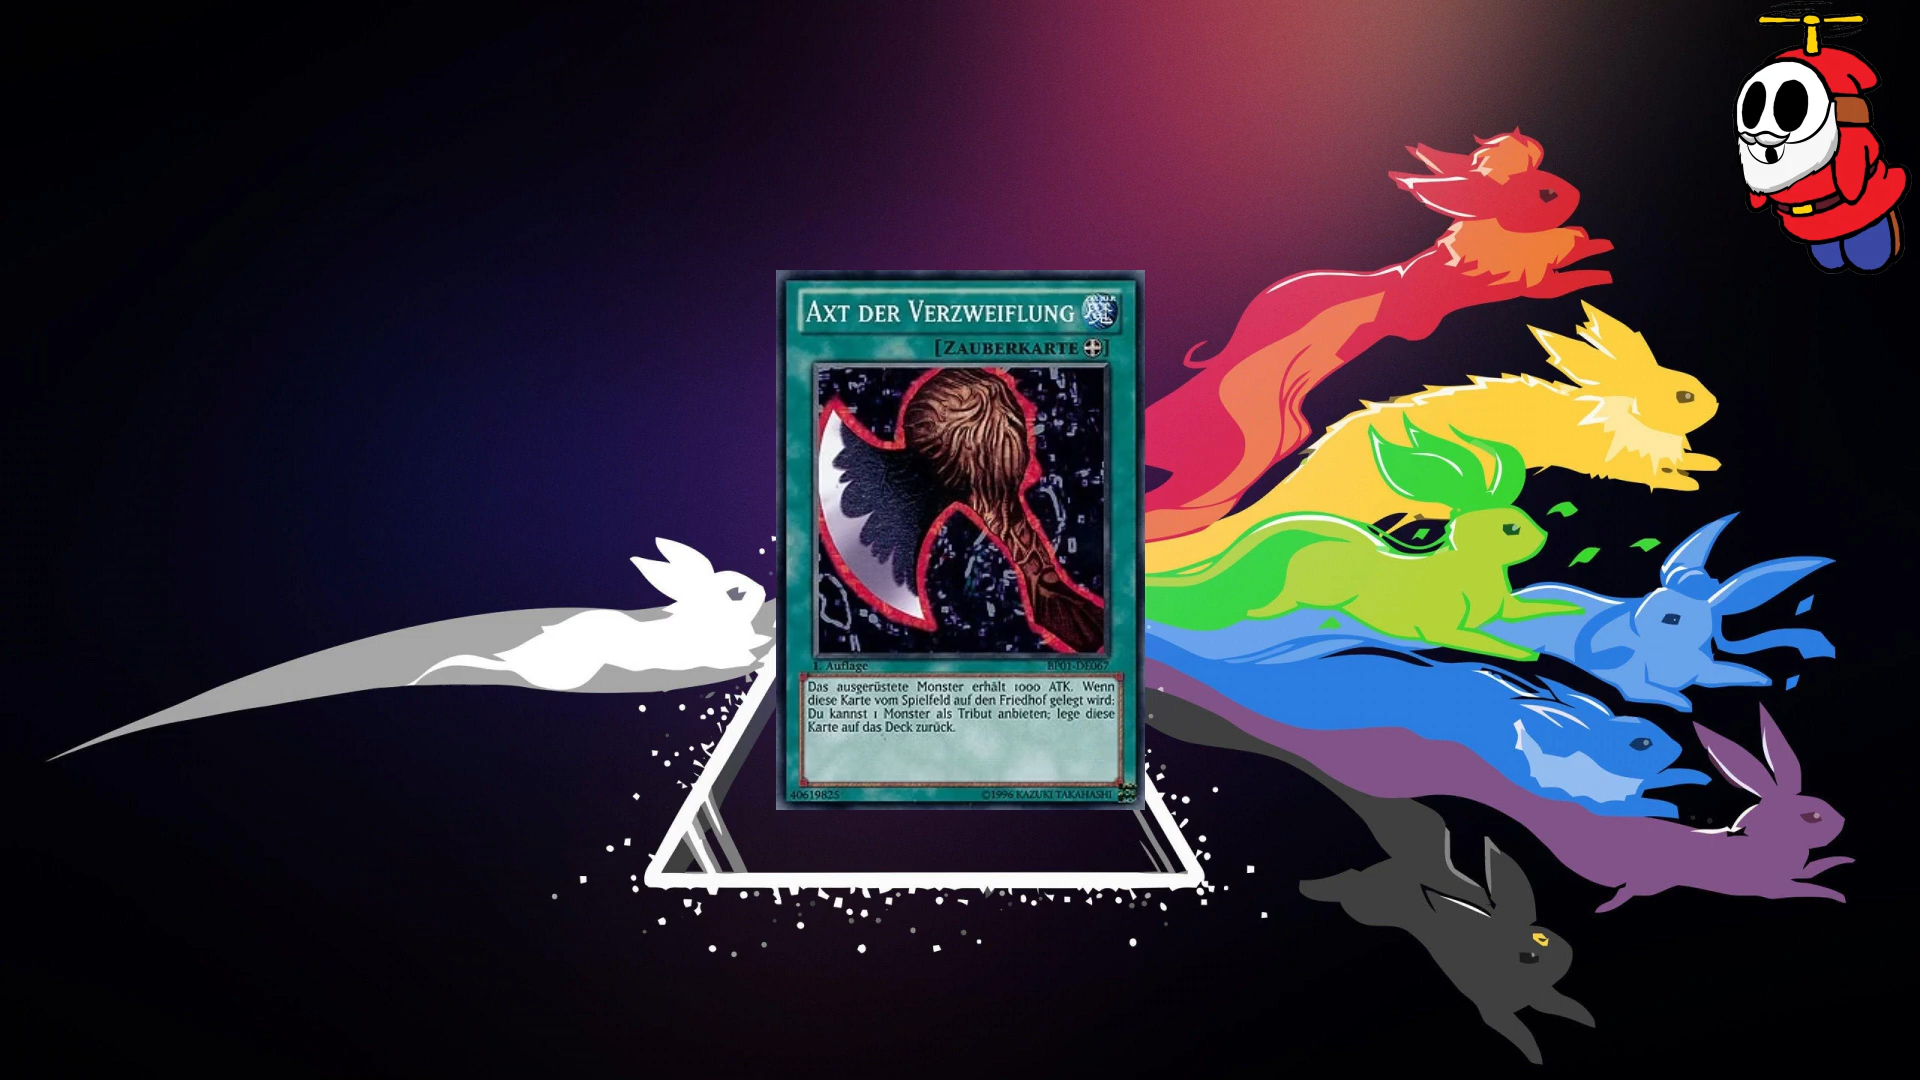 Axt der Verzweiflung
[Zauberkarte]
1. Auflage BP01-DE067
Das ausgerüstete Monster erhält 1000 ATK. Wenn
diese Karte vom Spielfeld auf den Friedhof gelegt wird:
Du kannst 1 Monster als Tribut anbieten; lege diese
Karte auf das Deck zurück.
40619825 ©1996 KAZUKI TAKAHASHI